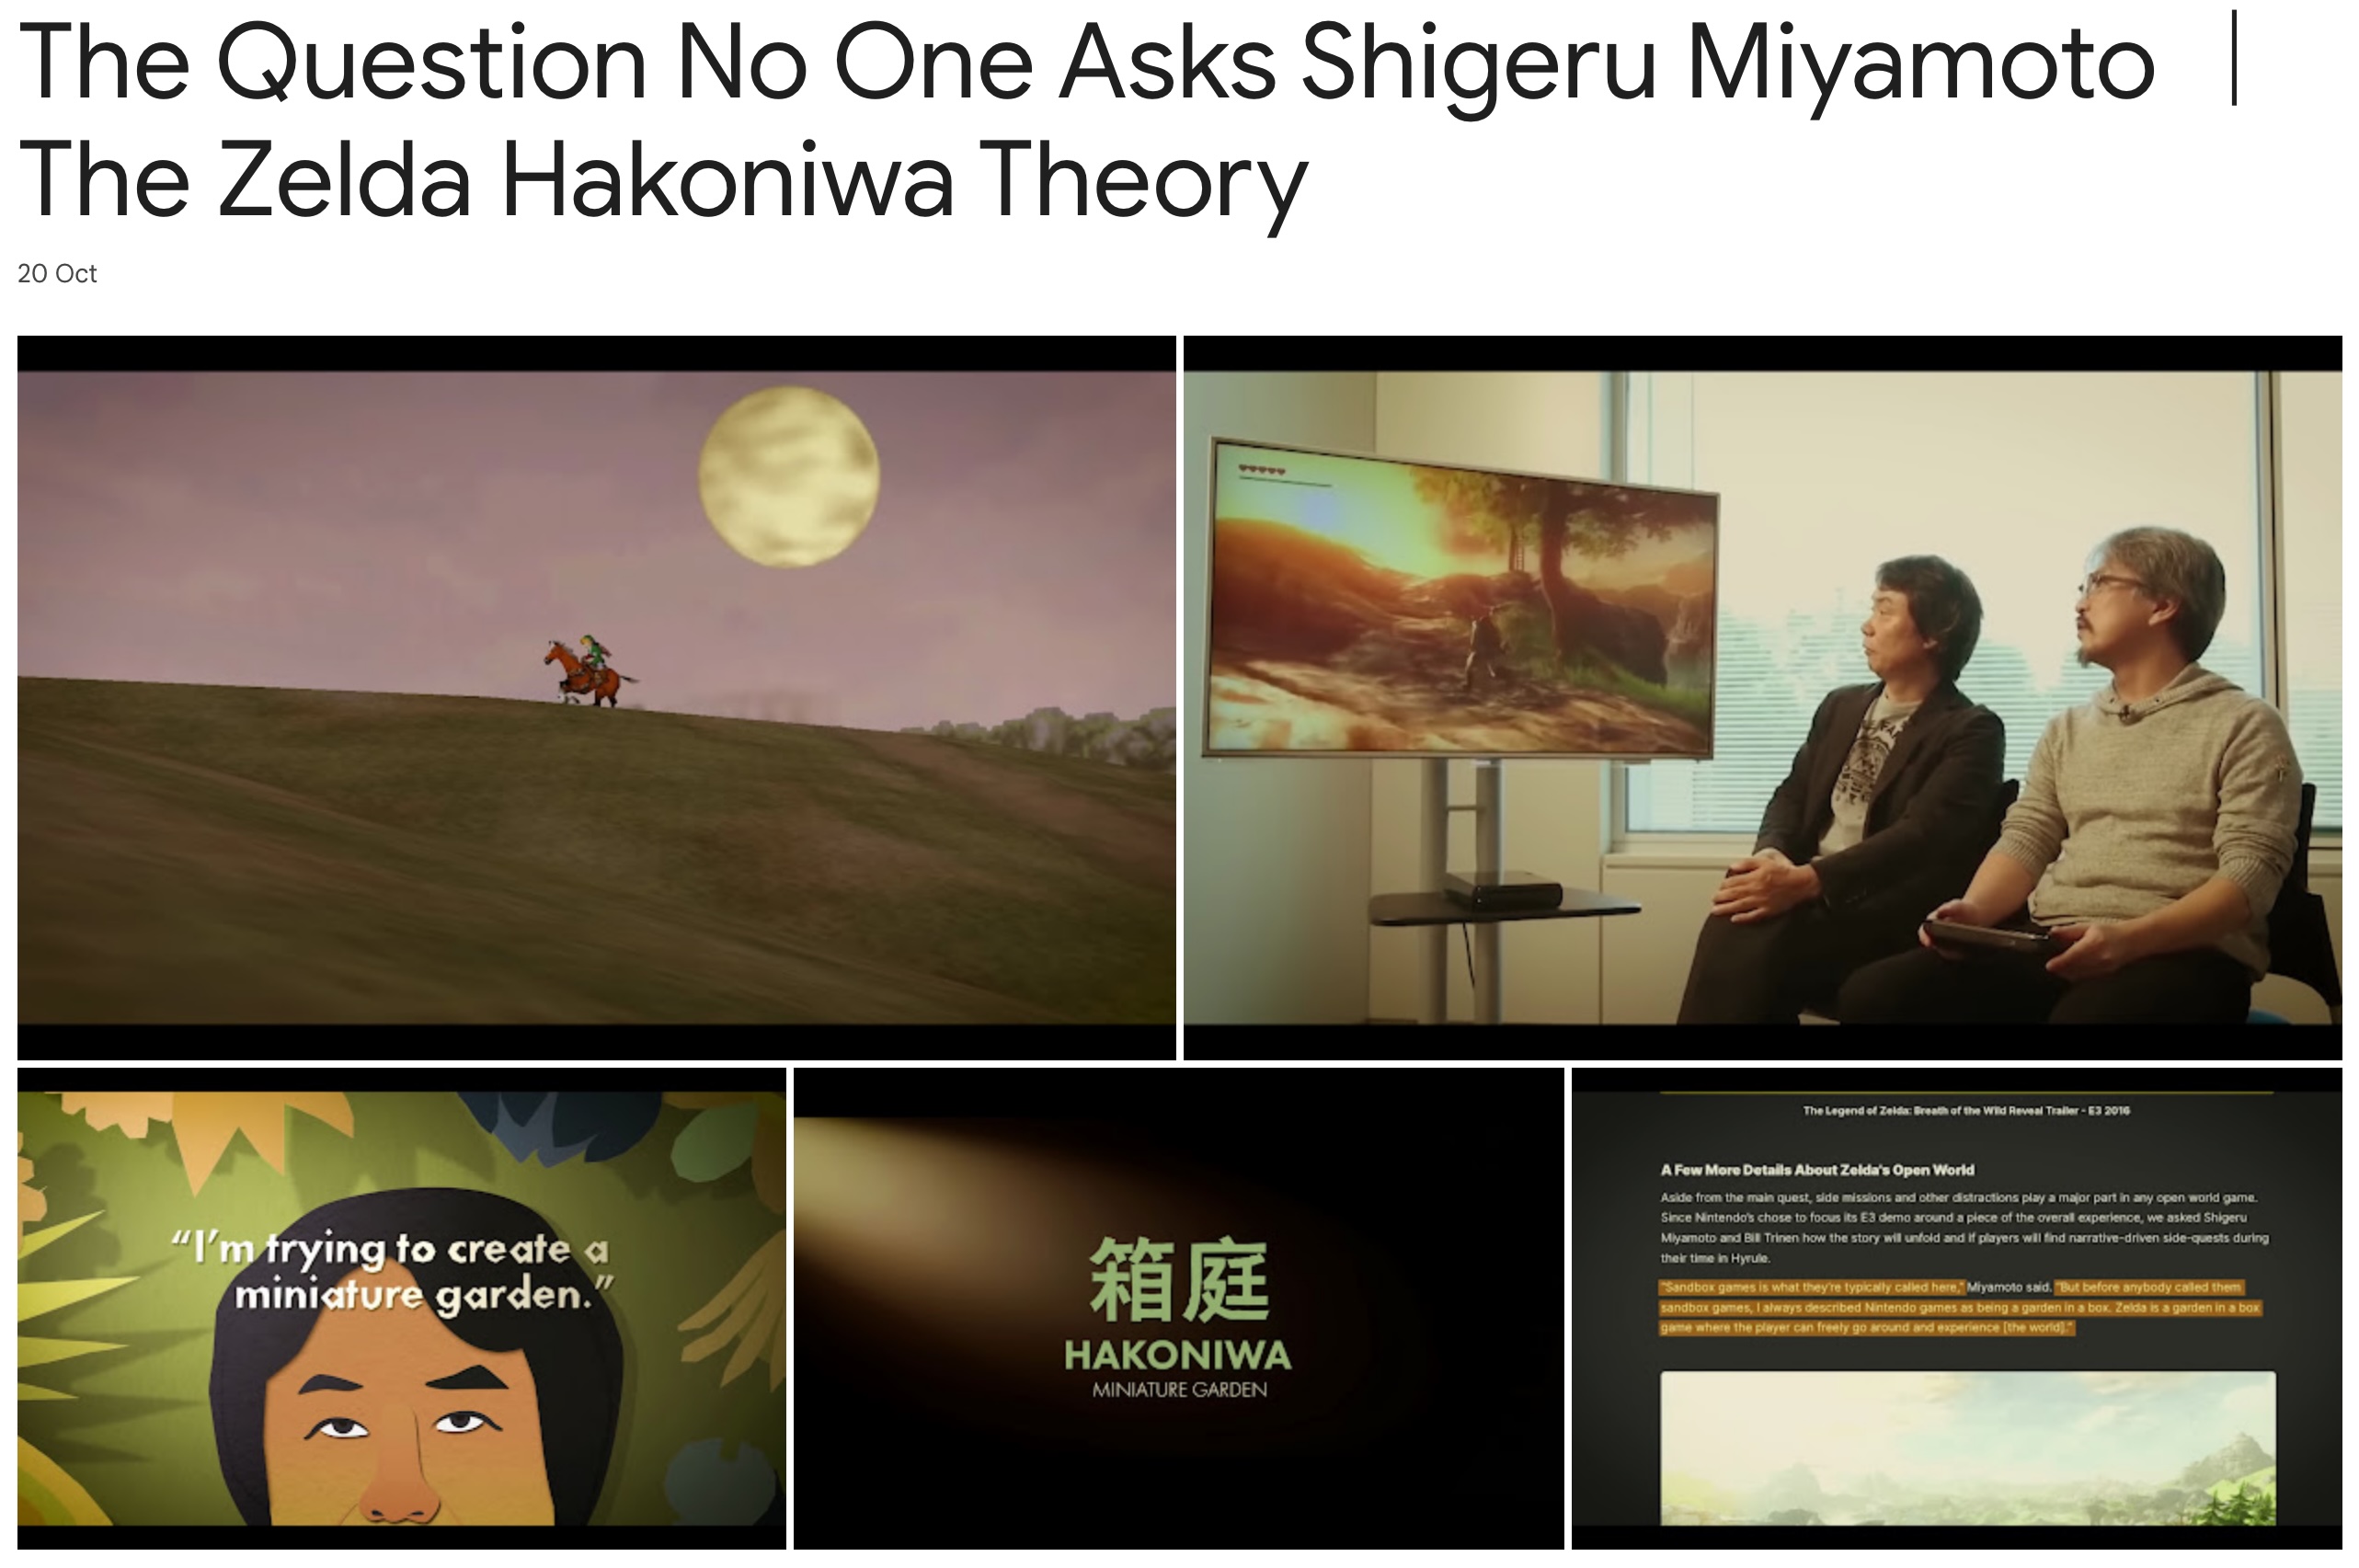 The Question No One Asks Shigeru Miyamoto |
The Zelda Hakoniwa Theory
20 Oct
“I’m trying to create a
miniature garden.”
箱庭
HAKONIWA
MINIATURE GARDEN
The Legend of Zelda: Breath of the Wild Reveal Trailer - E3 2016
A Few More Details About Zelda's Open World
Aside from the main quest, side missions and other distractions play a major part in any open world game.
Since Nintendo's chose to focus its E3 demo around a piece of the overall experience, we asked Shigeru
Miyamoto and Bill Trinen how the story will unfold and if players will find narrative-driven side-quests during
their time in Hyrule.
"Sandbox games is what they're typically called here," Miyamoto said. "But before anybody called them
sandbox games, I always described Nintendo games as being a garden in a box. Zelda is a garden in a box
game where the player can freely go around and experience [the world]."